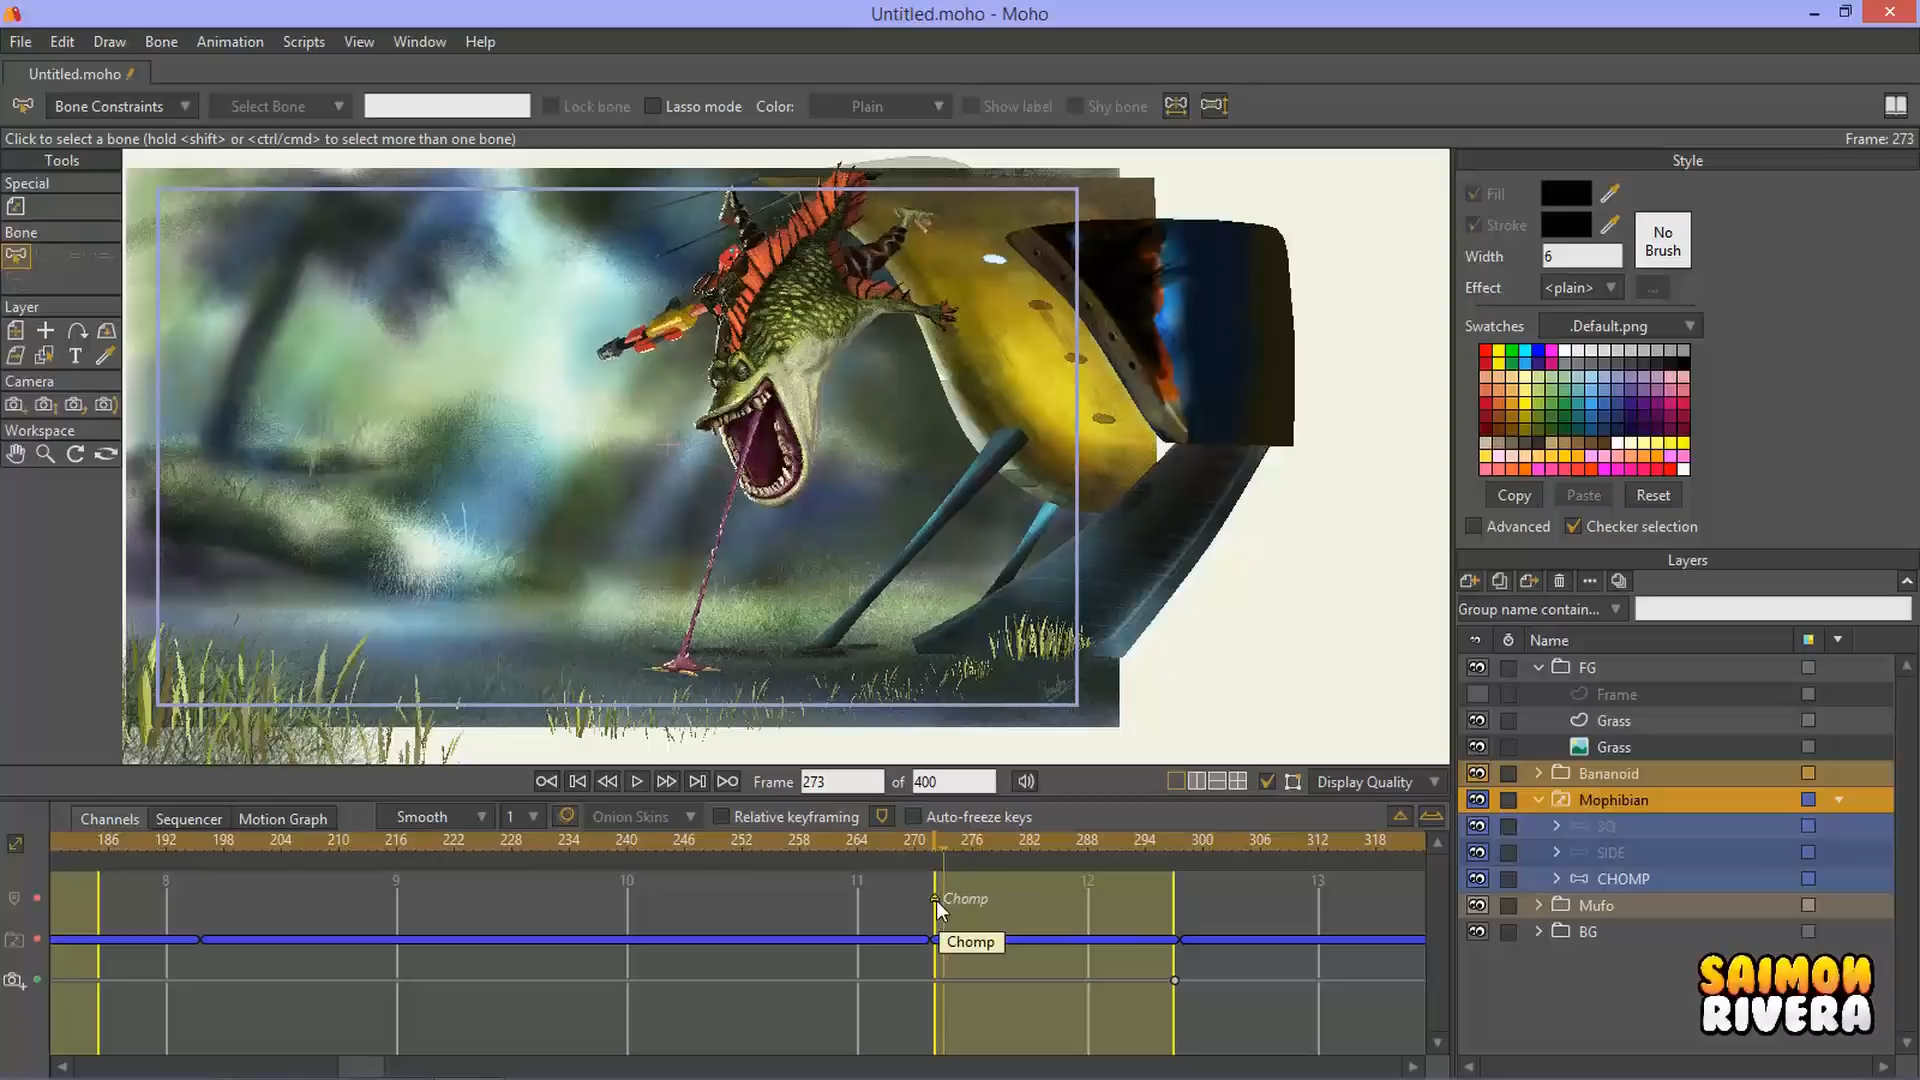 Untitled.moho - Moho
File Edit Draw Bone Animation Scripts View Window Help
Untitled.moho
Bone Constraints Select Bone Lock bone Lasso mode Color: Plain Show label Shy bone
Click to select a bone (hold <shift> or <ctrl/cmd> to select more than one bone) Frame: 273
Tools
Special
Bone
Layer
T
Camera
Workspace
Style
Fill
Stroke
No
Brush
Width 6
Effect <plain> ...
Swatches .Default.png
Copy Paste Reset
Advanced Checker selection
Layers
Group name contain...
Name
FG
Frame
Grass
Grass
Bananoid
Mophibian
3Q
SIDE
CHOMP
Mufo
BG
Frame 273 of 400 Display Quality
Channels Sequencer Motion Graph Smooth 1 Onion Skins Relative keyframing Auto-freeze keys
186 192 198 204 210 216 222 228 234 240 246 252 258 264 270 276 282 288 294 300 306 312 318
8 9 10 11 12 13
Chomp
Chomp
SAIMON
RIVERA